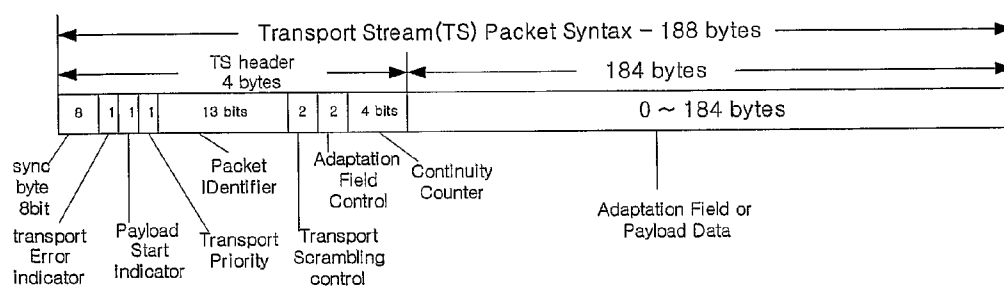 Transport Stream(TS) Packet Syntax - 188 bytes
TS header
4 bytes
184 bytes
8
1
1
1
13 bits
2
2
4 bits
0 ~ 184 bytes
sync
byte
8bit
Packet
IDentifier
Adaptation
Field
Control
Continuity
Counter
transport
Error
indicator
Payload
Start
Indicator
Transport
Priority
Transport
Scrambling
control
Adaptation Field or
Payload Data